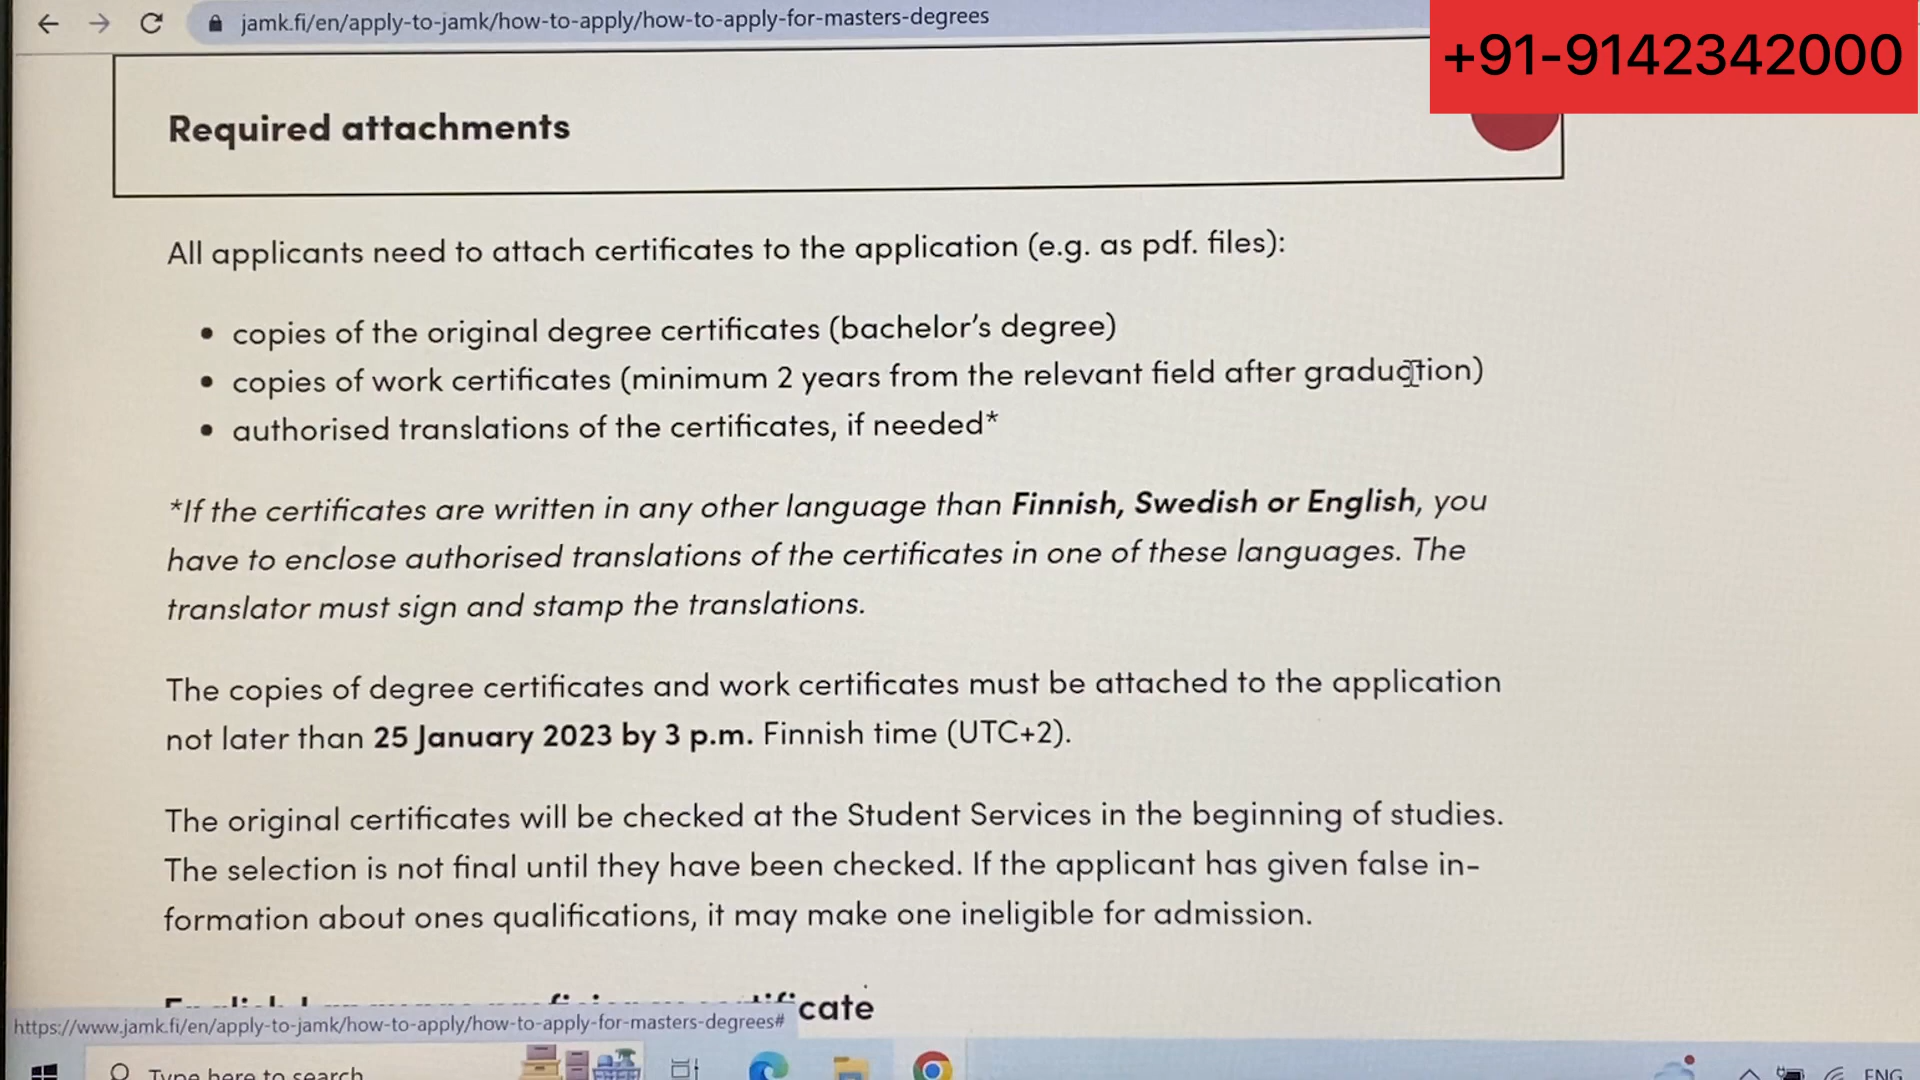 jamk.fi/en/apply-to-jamk/how-to-apply/how-to-apply-for-masters-degrees
+91-9142342000
Required attachments
All applicants need to attach certificates to the application (e.g. as pdf. files):
• copies of the original degree certificates (bachelor's degree)
• copies of work certificates (minimum 2 years from the relevant field after graduation)
• authorised translations of the certificates, if needed*
*If the certificates are written in any other language than Finnish, Swedish or English, you
have to enclose authorised translations of the certificates in one of these languages. The
translator must sign and stamp the translations.
The copies of degree certificates and work certificates must be attached to the application
not later than 25 January 2023 by 3 p.m. Finnish time (UTC+2).
The original certificates will be checked at the Student Services in the beginning of studies.
The selection is not final until they have been checked. If the applicant has given false in-
formation about ones qualifications, it may make one ineligible for admission.
cate
https://www.jamk.fi/en/apply-to-jamk/how-to-apply/how-to-apply-for-masters-degrees#
Type here to search
ENG